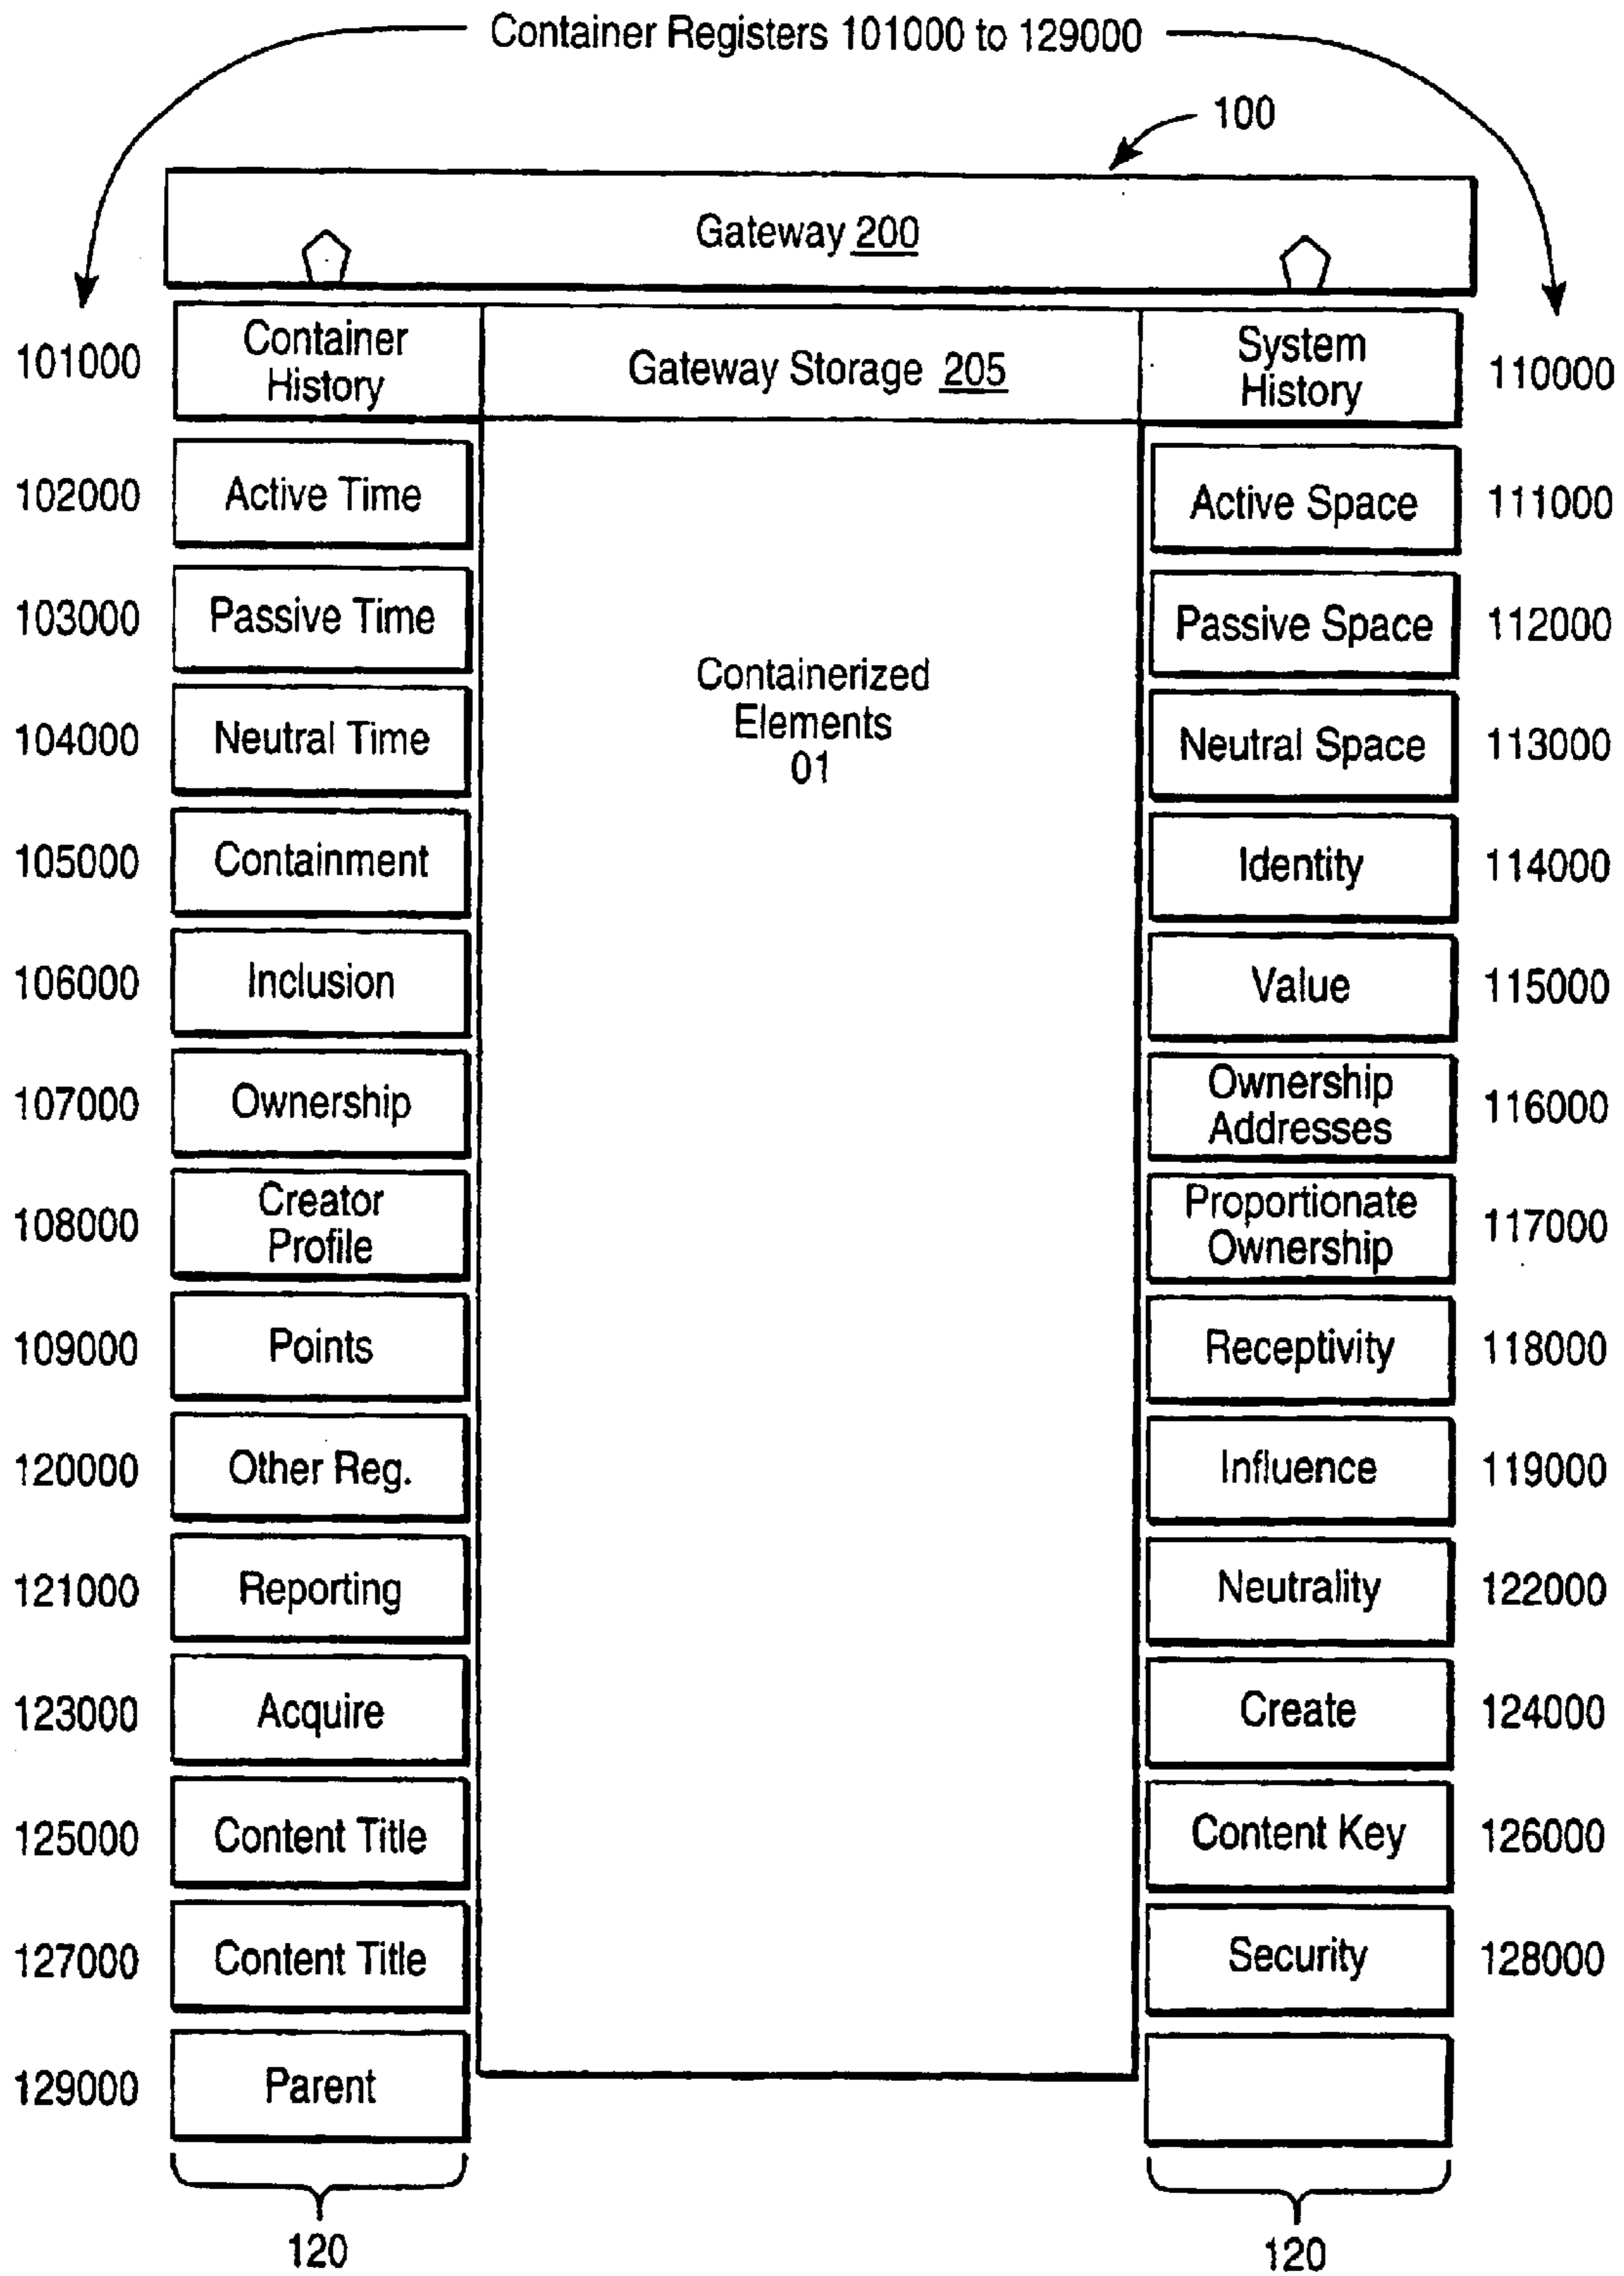 Container Registers 101000 to 129000
100
Gateway 200
101000
Container
History
Gateway Storage 205
System
History
110000
102000
Active Time
Active Space
111000
103000
Passive Time
Passive Space
112000
Containerized
Elements
01
104000
Neutral Time
Neutral Space
113000
105000
Containment
Identity
114000
106000
Inclusion
Value
115000
107000
Ownership
Ownership
Addresses
116000
108000
Creator
Profile
Proportionate
Ownership
117000
109000
Points
Receptivity
118000
120000
Other Reg.
Influence
119000
121000
Reporting
Neutrality
122000
123000
Acquire
Create
124000
125000
Content Title
Content Key
126000
127000
Content Title
Security
128000
129000
Parent
120
120